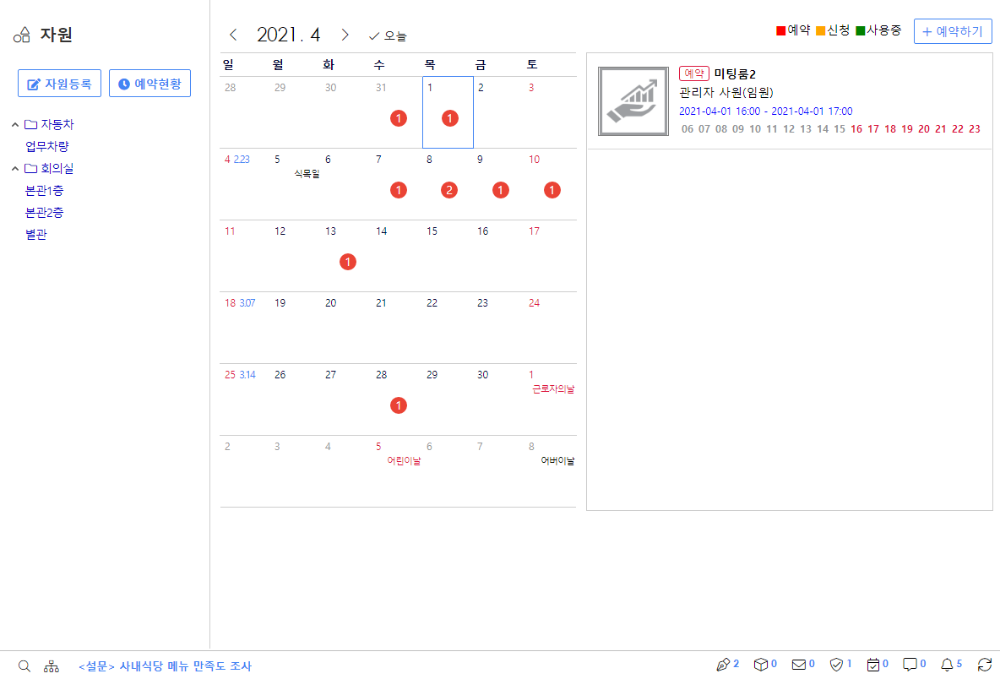 자원
자원등록 예약현황
자동차
업무차량
회의실
본관1층
본관2층
별관
2021. 4 오늘
예약 신청 사용중 + 예약하기
일 월 화 수 목 금 토
28 29 30 31 1 2 3
1 1
4 2.23 5 6 7 8 9 10
식목일
1 2 1 1
11 12 13 14 15 16 17
1
18 3.07 19 20 21 22 23 24
25 3.14 26 27 28 29 30 1
근로자의날
1
2 3 4 5 6 7 8
어린이날 어버이날
예약 미팅룸2
관리자 사원(임원)
2021-04-01 16:00 - 2021-04-01 17:00
06 07 08 09 10 11 12 13 14 15 16 17 18 19 20 21 22 23
<설문> 사내식당 메뉴 만족도 조사
2 0 0 1 0 0 5